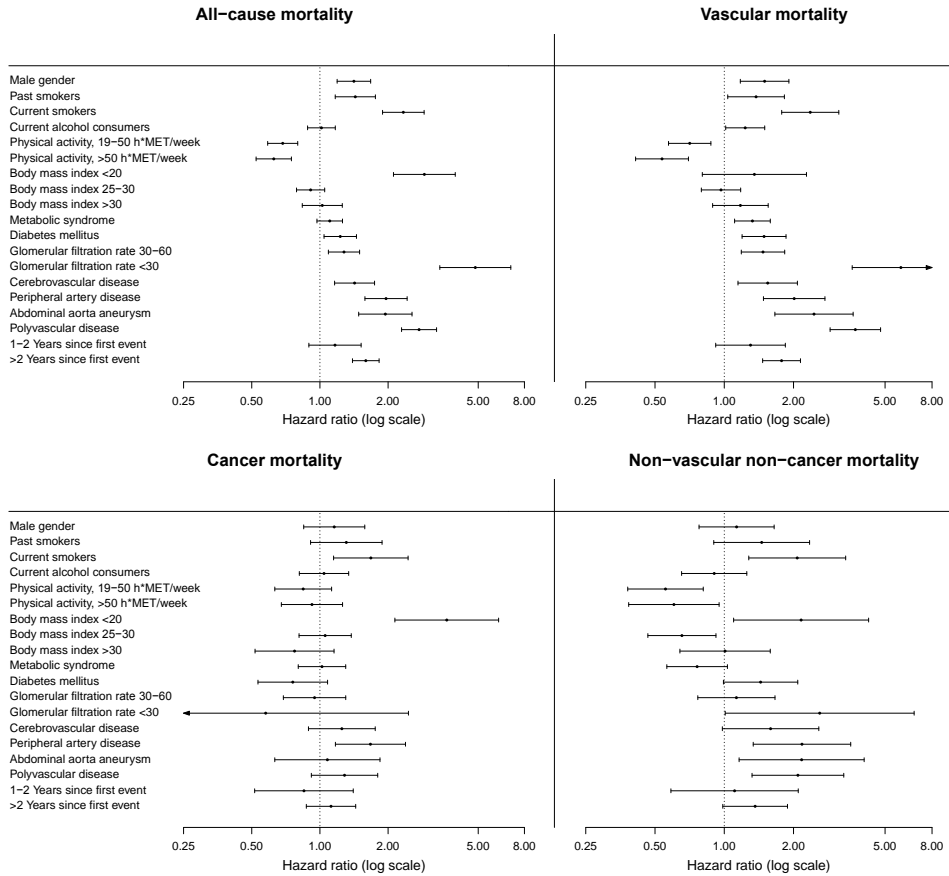 All−cause mortality
Vascular mortality
Male gender
Past smokers
Current smokers
Current alcohol consumers
Physical activity, 19−50 h*MET/week
Physical activity, >50 h*MET/week
Body mass index <20
Body mass index 25−30
Body mass index >30
Metabolic syndrome
Diabetes mellitus
Glomerular filtration rate 30−60
Glomerular filtration rate <30
Cerebrovascular disease
Peripheral artery disease
Abdominal aorta aneurysm
Polyvascular disease
1−2 Years since first event
>2 Years since first event
0.25 0.50 1.00 2.00 5.00 8.00
0.25 0.50 1.00 2.00 5.00 8.00
Hazard ratio (log scale)
Hazard ratio (log scale)
Cancer mortality
Non−vascular non−cancer mortality
Male gender
Past smokers
Current smokers
Current alcohol consumers
Physical activity, 19−50 h*MET/week
Physical activity, >50 h*MET/week
Body mass index <20
Body mass index 25−30
Body mass index >30
Metabolic syndrome
Diabetes mellitus
Glomerular filtration rate 30−60
Glomerular filtration rate <30
Cerebrovascular disease
Peripheral artery disease
Abdominal aorta aneurysm
Polyvascular disease
1−2 Years since first event
>2 Years since first event
0.25 0.50 1.00 2.00 5.00 8.00
0.25 0.50 1.00 2.00 5.00 8.00
Hazard ratio (log scale)
Hazard ratio (log scale)